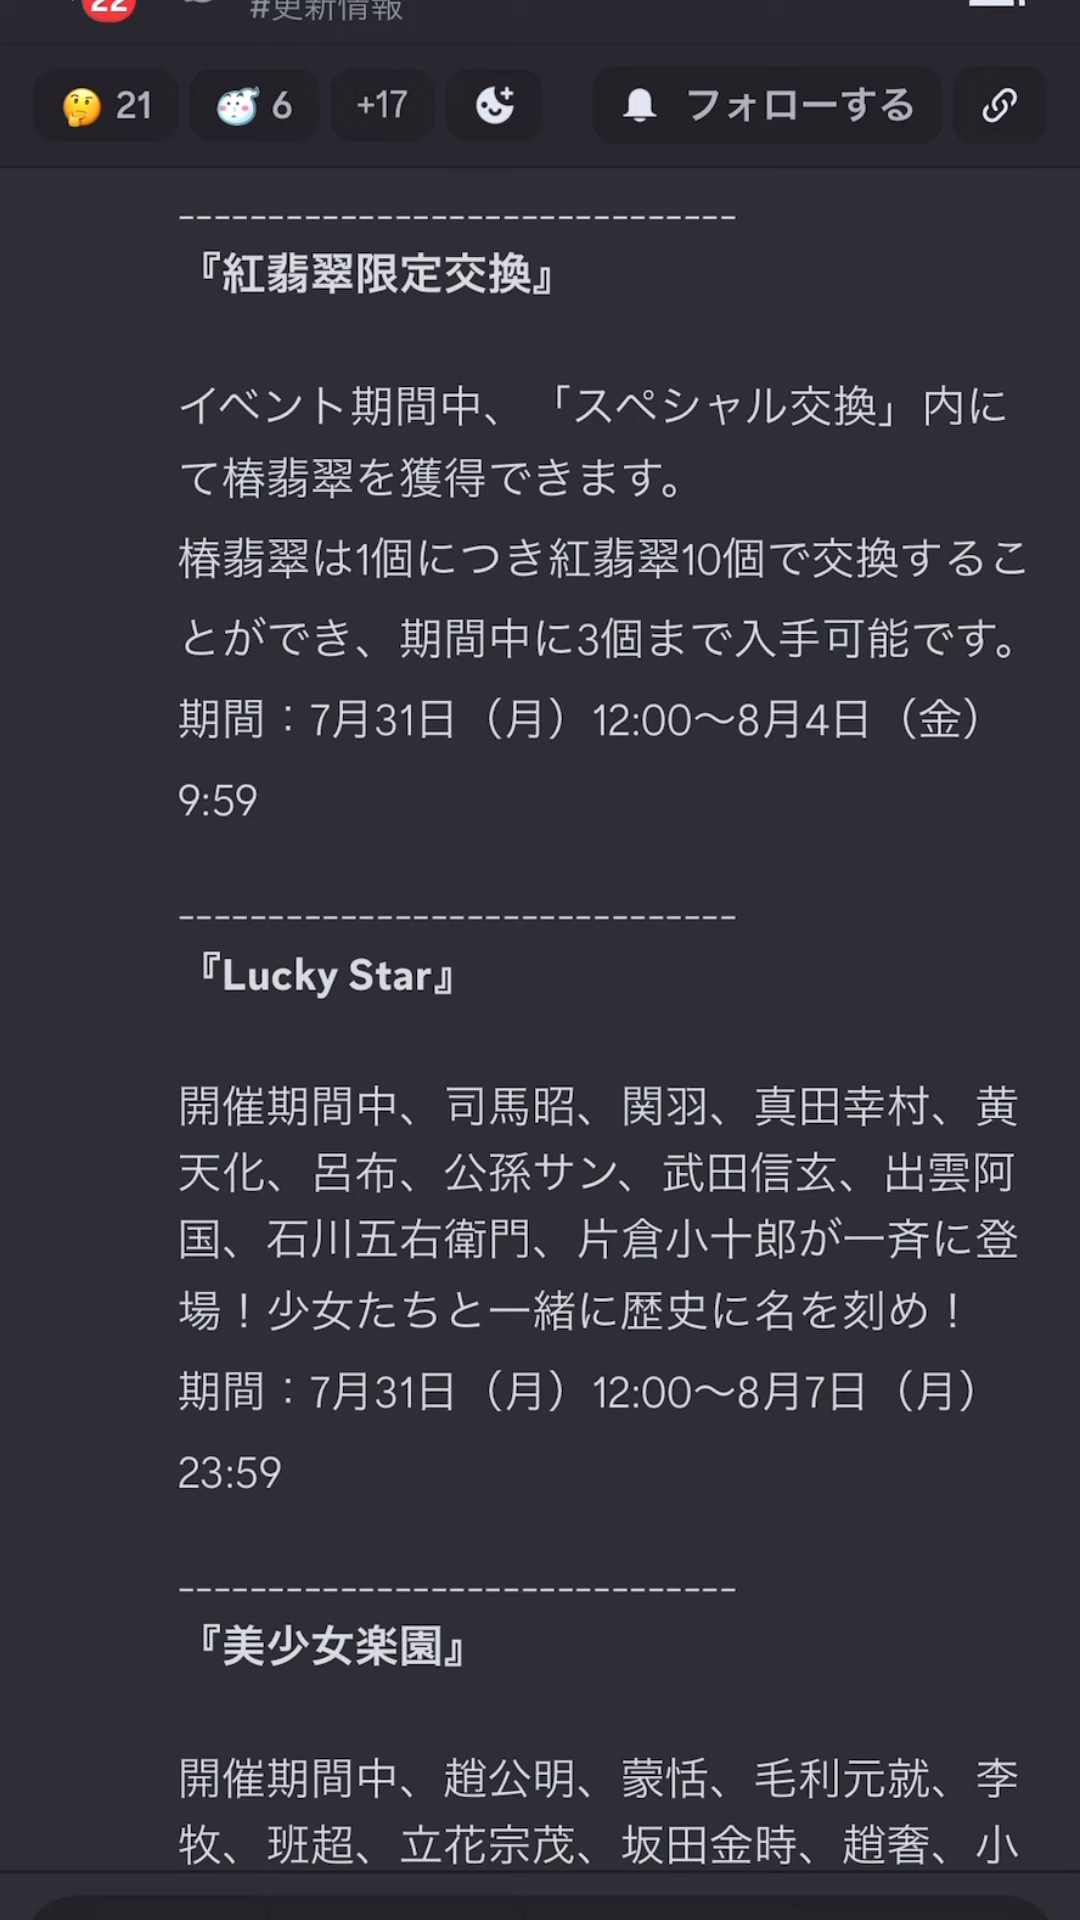 22
#更新情報
21
6
+17
フォローする
------------------------------
『紅翡翠限定交換』
イベント期間中、「スペシャル交換」内に
て椿翡翠を獲得できます。
椿翡翠は1個につき紅翡翠10個で交換するこ
とができ、期間中に3個まで入手可能です。
期間：7月31日（月）12:00〜8月4日（金）
9:59
------------------------------
『Lucky Star』
開催期間中、司馬昭、関羽、真田幸村、黄
天化、呂布、公孫サン、武田信玄、出雲阿
国、石川五右衛門、片倉小十郎が一斉に登
場！少女たちと一緒に歴史に名を刻め！
期間：7月31日（月）12:00〜8月7日（月）
23:59
------------------------------
『美少女楽園』
開催期間中、趙公明、蒙恬、毛利元就、李
牧、班超、立花宗茂、坂田金時、趙奢、小